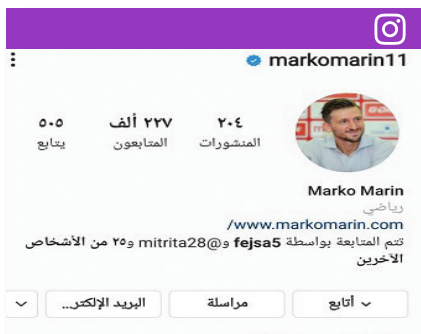 markomarin11
٢٠٤ ٢٢٧ ألف ٥٠٥
المنشورات المتابعون يتابع
Marko Marin
رياضي
www.markomarin.com/
تتم المتابعة بواسطة fejsa5 و@mitrita28 و٢٥ من الأشخاص
الآخرين
أتابع مراسلة البريد الإلكتر...